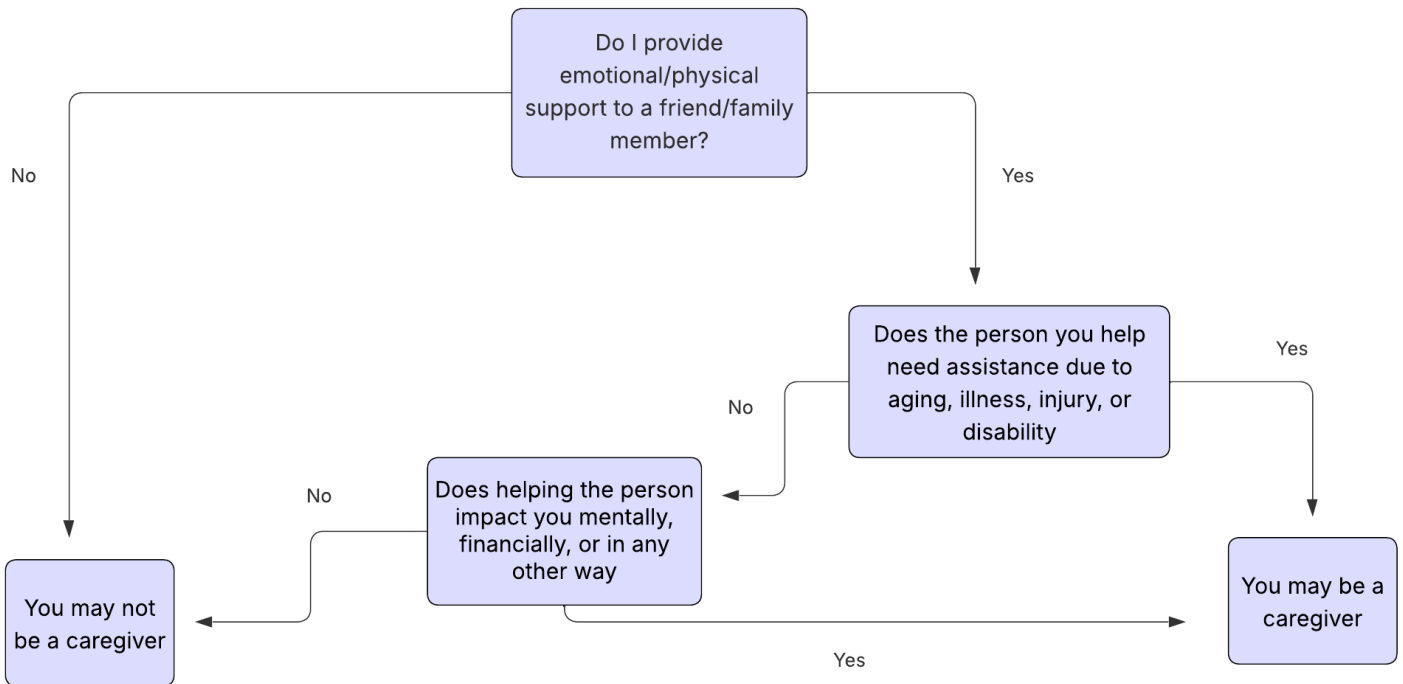 Do I provide
emotional/physical
support to a friend/family
member?
No
Yes
Does the person you help
need assistance due to
aging, illness, injury, or
disability
Yes
No
Does helping the person
impact you mentally,
financially, or in any
other way
No
You may not
be a caregiver
You may be a
caregiver
Yes